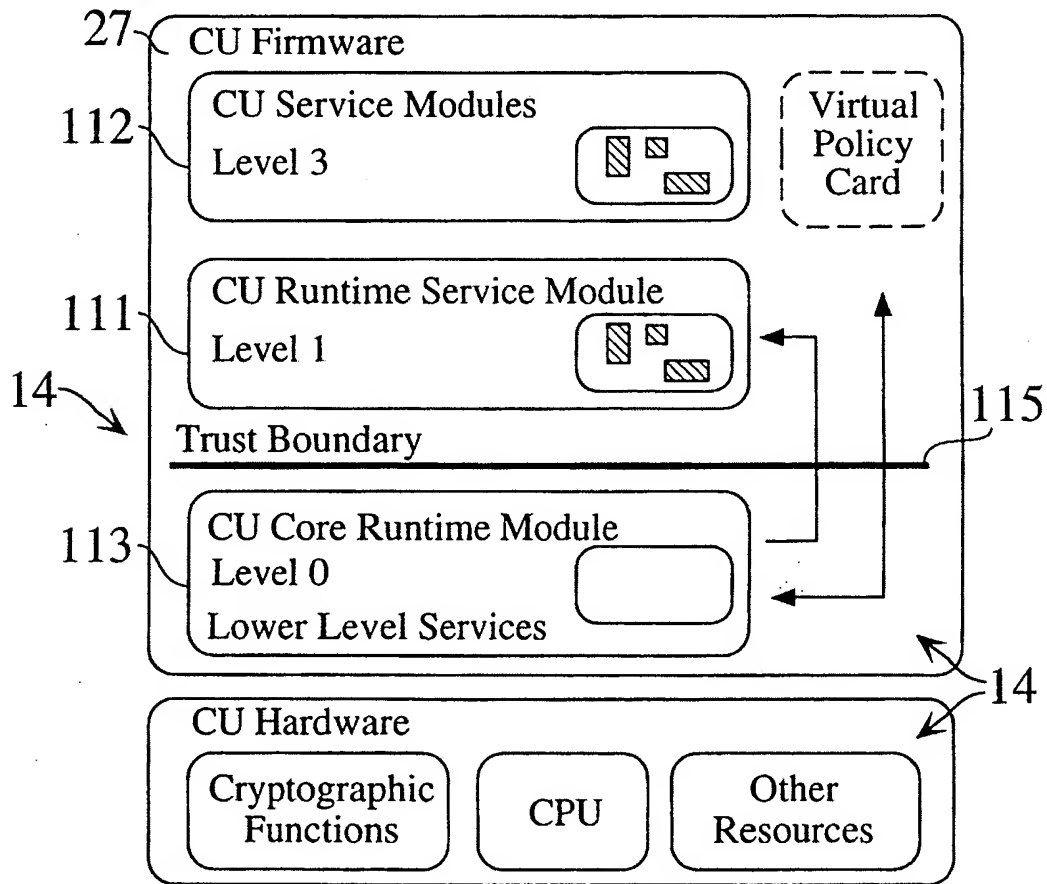 27
CU Firmware
CU Service Modules
112
Level 3
Virtual
Policy
Card
CU Runtime Service Module
111
Level 1
14
115
Trust Boundary
CU Core Runtime Module
113
Level 0
Lower Level Services
14
CU Hardware
Cryptographic
Functions
CPU
Other
Resources